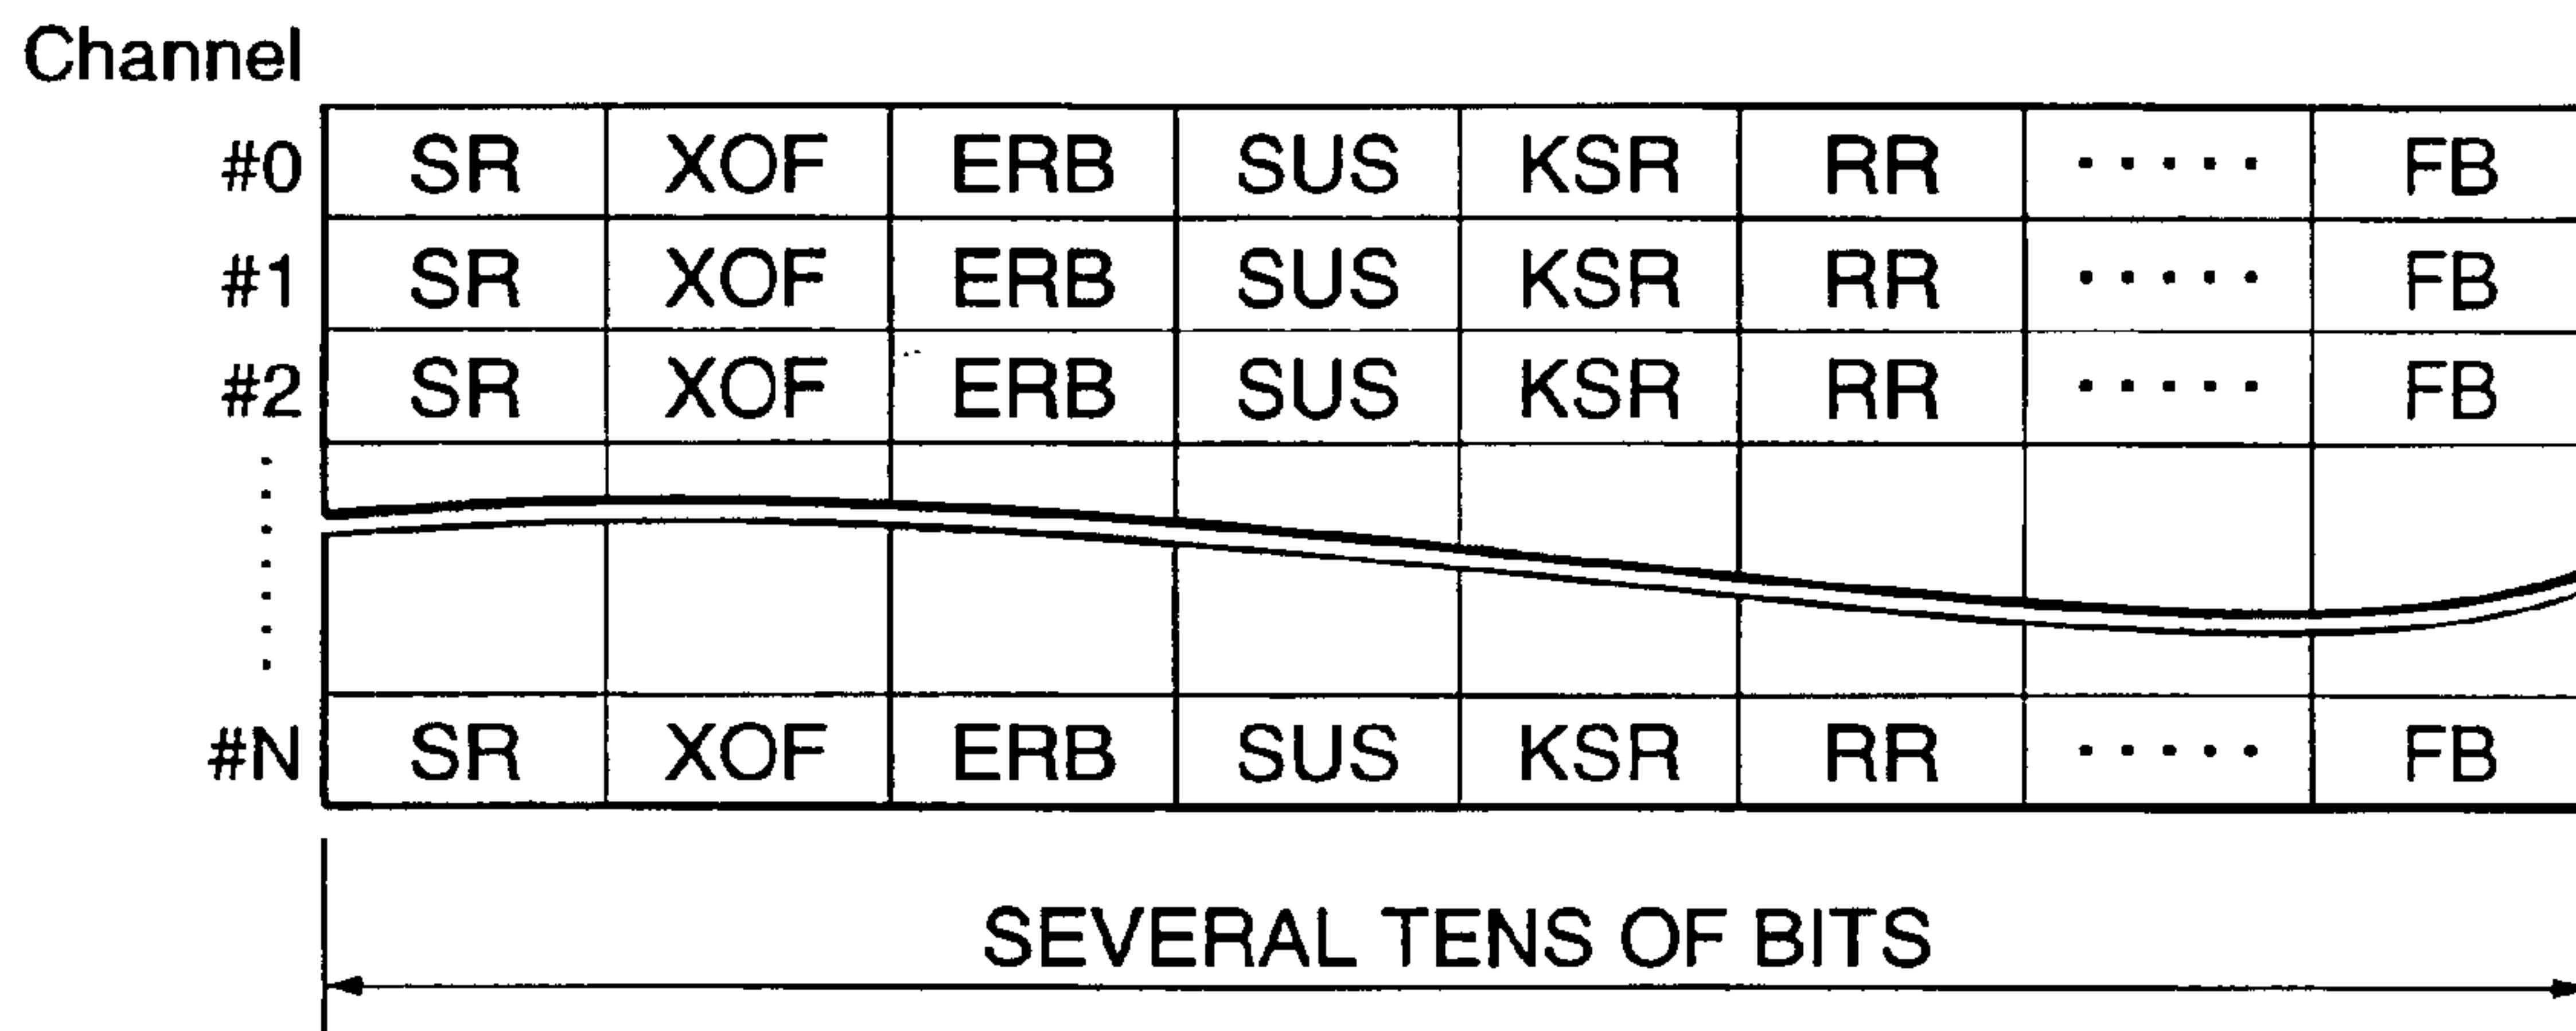 Channel
#0 SR XOF ERB SUS KSR RR ····· FB
#1 SR XOF ERB SUS KSR RR ····· FB
#2 SR XOF ERB SUS KSR RR ····· FB
#N SR XOF ERB SUS KSR RR ····· FB
SEVERAL TENS OF BITS